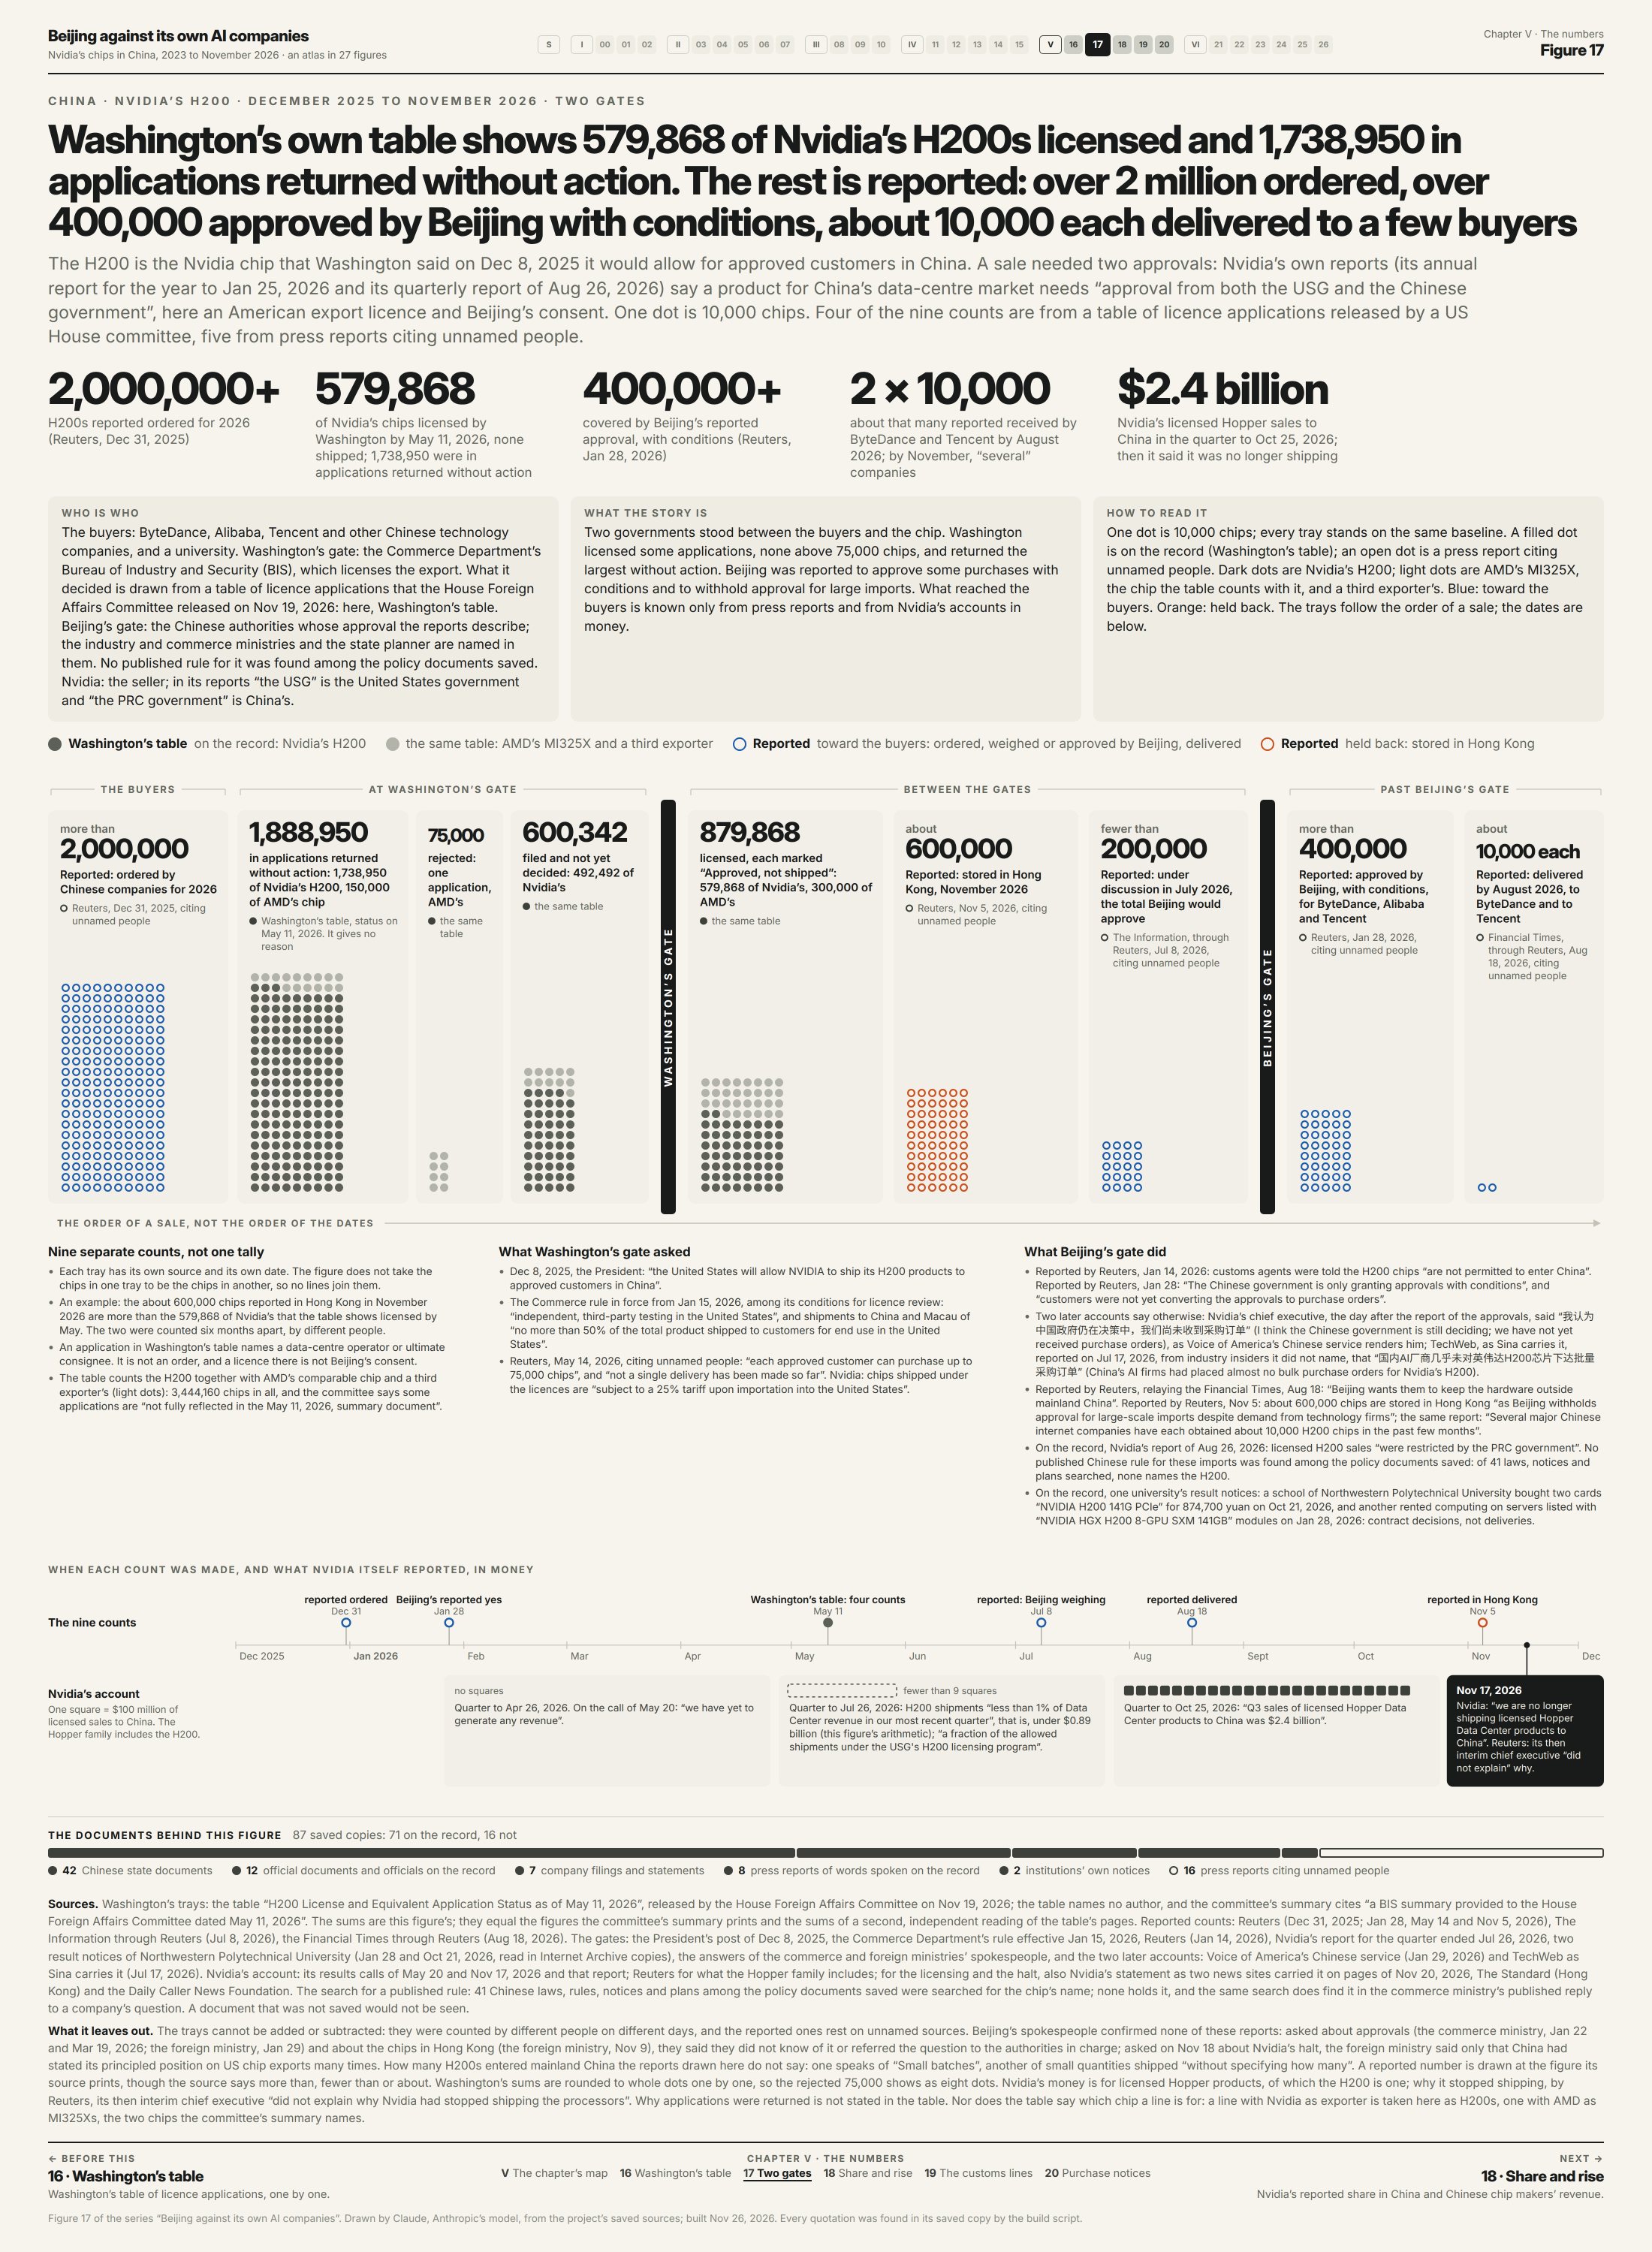 Beijing against its own AI companies
Nvidia's chips in China, 2023 to November 2026 · an atlas in 27 figures
S I 00 01 02 II 03 04 05 06 07 III 08 09 10 IV 11 12 13 14 15 V 16 17 18 19 20 VI 21 22 23 24 25 26
Chapter V · The numbers
Figure 17
CHINA · NVIDIA'S H200 · DECEMBER 2025 TO NOVEMBER 2026 · TWO GATES
Washington's own table shows 579,868 of Nvidia's H200s licensed and 1,738,950 in
applications returned without action. The rest is reported: over 2 million ordered, over
400,000 approved by Beijing with conditions, about 10,000 each delivered to a few buyers
The H200 is the Nvidia chip that Washington said on Dec 8, 2025 it would allow for approved customers in China. A sale needed two approvals: Nvidia's own reports (its annual
report for the year to Jan 25, 2026 and its quarterly report of Aug 26, 2026) say a product for China's data-centre market needs “approval from both the USG and the Chinese
government”, here an American export licence and Beijing's consent. One dot is 10,000 chips. Four of the nine counts are from a table of licence applications released by a US
House committee, five from press reports citing unnamed people.
2,000,000+
H200s reported ordered for 2026
(Reuters, Dec 31, 2025)
579,868
of Nvidia's chips licensed by
Washington by May 11, 2026, none
shipped; 1,738,950 were in
applications returned without action
400,000+
covered by Beijing's reported
approval, with conditions (Reuters,
Jan 28, 2026)
2 × 10,000
about that many reported received by
ByteDance and Tencent by August
2026; by November, “several”
companies
$2.4 billion
Nvidia's licensed Hopper sales to
China in the quarter to Oct 25, 2026;
then it said it was no longer shipping
WHO IS WHO
The buyers: ByteDance, Alibaba, Tencent and other Chinese technology
companies, and a university. Washington's gate: the Commerce Department's
Bureau of Industry and Security (BIS), which licenses the export. What it
decided is drawn from a table of licence applications that the House Foreign
Affairs Committee released on Nov 19, 2026: here, Washington's table.
Beijing's gate: the Chinese authorities whose approval the reports describe;
the industry and commerce ministries and the state planner are named in
them. No published rule for it was found among the policy documents saved.
Nvidia: the seller; in its reports “the USG” is the United States government
and “the PRC government” is China's.
WHAT THE STORY IS
Two governments stood between the buyers and the chip. Washington
licensed some applications, none above 75,000 chips, and returned the
largest without action. Beijing was reported to approve some purchases with
conditions and to withhold approval for large imports. What reached the
buyers is known only from press reports and from Nvidia's accounts in
money.
HOW TO READ IT
One dot is 10,000 chips; every tray stands on the same baseline. A filled dot
is on the record (Washington's table); an open dot is a press report citing
unnamed people. Dark dots are Nvidia's H200; light dots are AMD's MI325X,
the chip the table counts with it, and a third exporter's. Blue: toward the
buyers. Orange: held back. The trays follow the order of a sale; the dates are
below.
Washington's table on the record: Nvidia's H200
the same table: AMD's MI325X and a third exporter
Reported toward the buyers: ordered, weighed or approved by Beijing, delivered
Reported held back: stored in Hong Kong
THE BUYERS
AT WASHINGTON'S GATE
BETWEEN THE GATES
PAST BEIJING'S GATE
more than
2,000,000
Reported: ordered by
Chinese companies for 2026
Reuters, Dec 31, 2025, citing
unnamed people
1,888,950
in applications returned
without action: 1,738,950
of Nvidia's H200, 150,000
of AMD's chip
Washington's table, status on
May 11, 2026. It gives no
reason
75,000
rejected:
one
application,
AMD's
the same
table
600,342
filed and not yet
decided: 492,492 of
Nvidia's
the same table
WASHINGTON'S GATE
879,868
licensed, each marked
“Approved, not shipped”:
579,868 of Nvidia's, 300,000 of
AMD's
the same table
about
600,000
Reported: stored in Hong
Kong, November 2026
Reuters, Nov 5, 2026, citing
unnamed people
fewer than
200,000
Reported: under
discussion in July 2026,
the total Beijing would
approve
The Information, through
Reuters, Jul 8, 2026,
citing unnamed people
BEIJING'S GATE
more than
400,000
Reported: approved by
Beijing, with conditions,
for ByteDance, Alibaba
and Tencent
Reuters, Jan 28, 2026,
citing unnamed people
about
10,000 each
Reported: delivered
by August 2026, to
ByteDance and to
Tencent
Financial Times,
through Reuters, Aug
18, 2026, citing
unnamed people
THE ORDER OF A SALE, NOT THE ORDER OF THE DATES
Nine separate counts, not one tally
Each tray has its own source and its own date. The figure does not take the
chips in one tray to be the chips in another, so no lines join them.
An example: the about 600,000 chips reported in Hong Kong in November
2026 are more than the 579,868 of Nvidia's that the table shows licensed by
May. The two were counted six months apart, by different people.
An application in Washington's table names a data-centre operator or ultimate
consignee. It is not an order, and a licence there is not Beijing's consent.
The table counts the H200 together with AMD's comparable chip and a third
exporter's (light dots): 3,444,160 chips in all, and the committee says some
applications are “not fully reflected in the May 11, 2026, summary document”.
What Washington's gate asked
Dec 8, 2025, the President: “the United States will allow NVIDIA to ship its H200 products to
approved customers in China”.
The Commerce rule in force from Jan 15, 2026, among its conditions for licence review:
“independent, third-party testing in the United States”, and shipments to China and Macau of
“no more than 50% of the total product shipped to customers for end use in the United
States”.
Reuters, May 14, 2026, citing unnamed people: “each approved customer can purchase up to
75,000 chips”, and “not a single delivery has been made so far”. Nvidia: chips shipped under
the licences are “subject to a 25% tariff upon importation into the United States”.
What Beijing's gate did
Reported by Reuters, Jan 14, 2026: customs agents were told the H200 chips “are not permitted to enter China”.
Reported by Reuters, Jan 28: “The Chinese government is only granting approvals with conditions”, and
“customers were not yet converting the approvals to purchase orders”.
Two later accounts say otherwise: Nvidia's chief executive, the day after the report of the approvals, said “我认为
中国政府仍在决策中，我们尚未收到采购订单” (I think the Chinese government is still deciding; we have not yet
received purchase orders), as Voice of America's Chinese service renders him; TechWeb, as Sina carries it,
reported on Jul 17, 2026, from industry insiders it did not name, that “国内AI厂商几乎未对英伟达H200芯片下达批量
采购订单” (China's AI firms had placed almost no bulk purchase orders for Nvidia's H200).
Reported by Reuters, relaying the Financial Times, Aug 18: “Beijing wants them to keep the hardware outside
mainland China”. Reported by Reuters, Nov 5: about 600,000 chips are stored in Hong Kong “as Beijing withholds
approval for large-scale imports despite demand from technology firms”; the same report: “Several major Chinese
internet companies have each obtained about 10,000 H200 chips in the past few months”.
On the record, Nvidia's report of Aug 26, 2026: licensed H200 sales “were restricted by the PRC government”. No
published Chinese rule for these imports was found among the policy documents saved: of 41 laws, notices and
plans searched, none names the H200.
On the record, one university's result notices: a school of Northwestern Polytechnical University bought two cards
“NVIDIA H200 141G PCIe” for 874,700 yuan on Oct 21, 2026, and another rented computing on servers listed with
“NVIDIA HGX H200 8-GPU SXM 141GB” modules on Jan 28, 2026: contract decisions, not deliveries.
WHEN EACH COUNT WAS MADE, AND WHAT NVIDIA ITSELF REPORTED, IN MONEY
The nine counts
reported ordered
Dec 31
Beijing's reported yes
Jan 28
Washington's table: four counts
May 11
reported: Beijing weighing
Jul 8
reported delivered
Aug 18
reported in Hong Kong
Nov 5
Dec 2025 Jan 2026 Feb Mar Apr May Jun Jul Aug Sept Oct Nov Dec
Nvidia's account
One square = $100 million of
licensed sales to China. The
Hopper family includes the H200.
no squares
Quarter to Apr 26, 2026. On the call of May 20: “we have yet to
generate any revenue”.
fewer than 9 squares
Quarter to Jul 26, 2026: H200 shipments “less than 1% of Data
Center revenue in our most recent quarter”, that is, under $0.89
billion (this figure's arithmetic); “a fraction of the allowed
shipments under the USG's H200 licensing program”.
Quarter to Oct 25, 2026: “Q3 sales of licensed Hopper Data
Center products to China was $2.4 billion”.
Nov 17, 2026
Nvidia: “we are no longer
shipping licensed Hopper
Data Center products to
China”. Reuters: its then
interim chief executive “did
not explain” why.
THE DOCUMENTS BEHIND THIS FIGURE 87 saved copies: 71 on the record, 16 not
42 Chinese state documents
12 official documents and officials on the record
7 company filings and statements
8 press reports of words spoken on the record
2 institutions' own notices
16 press reports citing unnamed people
Sources. Washington's trays: the table “H200 License and Equivalent Application Status as of May 11, 2026”, released by the House Foreign Affairs Committee on Nov 19, 2026; the table names no author, and the committee's summary cites “a BIS summary provided to the House
Foreign Affairs Committee dated May 11, 2026”. The sums are this figure's; they equal the figures the committee's summary prints and the sums of a second, independent reading of the table's pages. Reported counts: Reuters (Dec 31, 2025; Jan 28, May 14 and Nov 5, 2026), The
Information through Reuters (Jul 8, 2026), the Financial Times through Reuters (Aug 18, 2026). The gates: the President's post of Dec 8, 2025, the Commerce Department's rule effective Jan 15, 2026, Reuters (Jan 14, 2026), Nvidia's report for the quarter ended Jul 26, 2026, two
result notices of Northwestern Polytechnical University (Jan 28 and Oct 21, 2026, read in Internet Archive copies), the answers of the commerce and foreign ministries' spokespeople, and the two later accounts: Voice of America's Chinese service (Jan 29, 2026) and TechWeb as
Sina carries it (Jul 17, 2026). Nvidia's account: its results calls of May 20 and Nov 17, 2026 and that report; Reuters for what the Hopper family includes; for the licensing and the halt, also Nvidia's statement as two news sites carried it on pages of Nov 20, 2026, The Standard (Hong
Kong) and the Daily Caller News Foundation. The search for a published rule: 41 Chinese laws, rules, notices and plans among the policy documents saved were searched for the chip's name; none holds it, and the same search does find it in the commerce ministry's published reply
to a company's question. A document that was not saved would not be seen.
What it leaves out. The trays cannot be added or subtracted: they were counted by different people on different days, and the reported ones rest on unnamed sources. Beijing's spokespeople confirmed none of these reports: asked about approvals (the commerce ministry, Jan 22
and Mar 19, 2026; the foreign ministry, Jan 29) and about the chips in Hong Kong (the foreign ministry, Nov 9), they said they did not know of it or referred the question to the authorities in charge; asked on Nov 18 about Nvidia's halt, the foreign ministry said only that China had
stated its principled position on US chip exports many times. How many H200s entered mainland China the reports drawn here do not say: one speaks of “Small batches”, another of small quantities shipped “without specifying how many”. A reported number is drawn at the figure its
source prints, though the source says more than, fewer than or about. Washington's sums are rounded to whole dots one by one, so the rejected 75,000 shows as eight dots. Nvidia's money is for licensed Hopper products, of which the H200 is one; why it stopped shipping, by
Reuters, its then interim chief executive “did not explain why Nvidia had stopped shipping the processors”. Why applications were returned is not stated in the table. Nor does the table say which chip a line is for: a line with Nvidia as exporter is taken here as H200s, one with AMD as
MI325Xs, the two chips the committee's summary names.
← BEFORE THIS
16 · Washington's table
Washington's table of licence applications, one by one.
CHAPTER V · THE NUMBERS
V The chapter's map 16 Washington's table 17 Two gates 18 Share and rise 19 The customs lines 20 Purchase notices
NEXT →
18 · Share and rise
Nvidia's reported share in China and Chinese chip makers' revenue.
Figure 17 of the series “Beijing against its own AI companies”. Drawn by Claude, Anthropic's model, from the project's saved sources; built Nov 26, 2026. Every quotation was found in its saved copy by the build script.